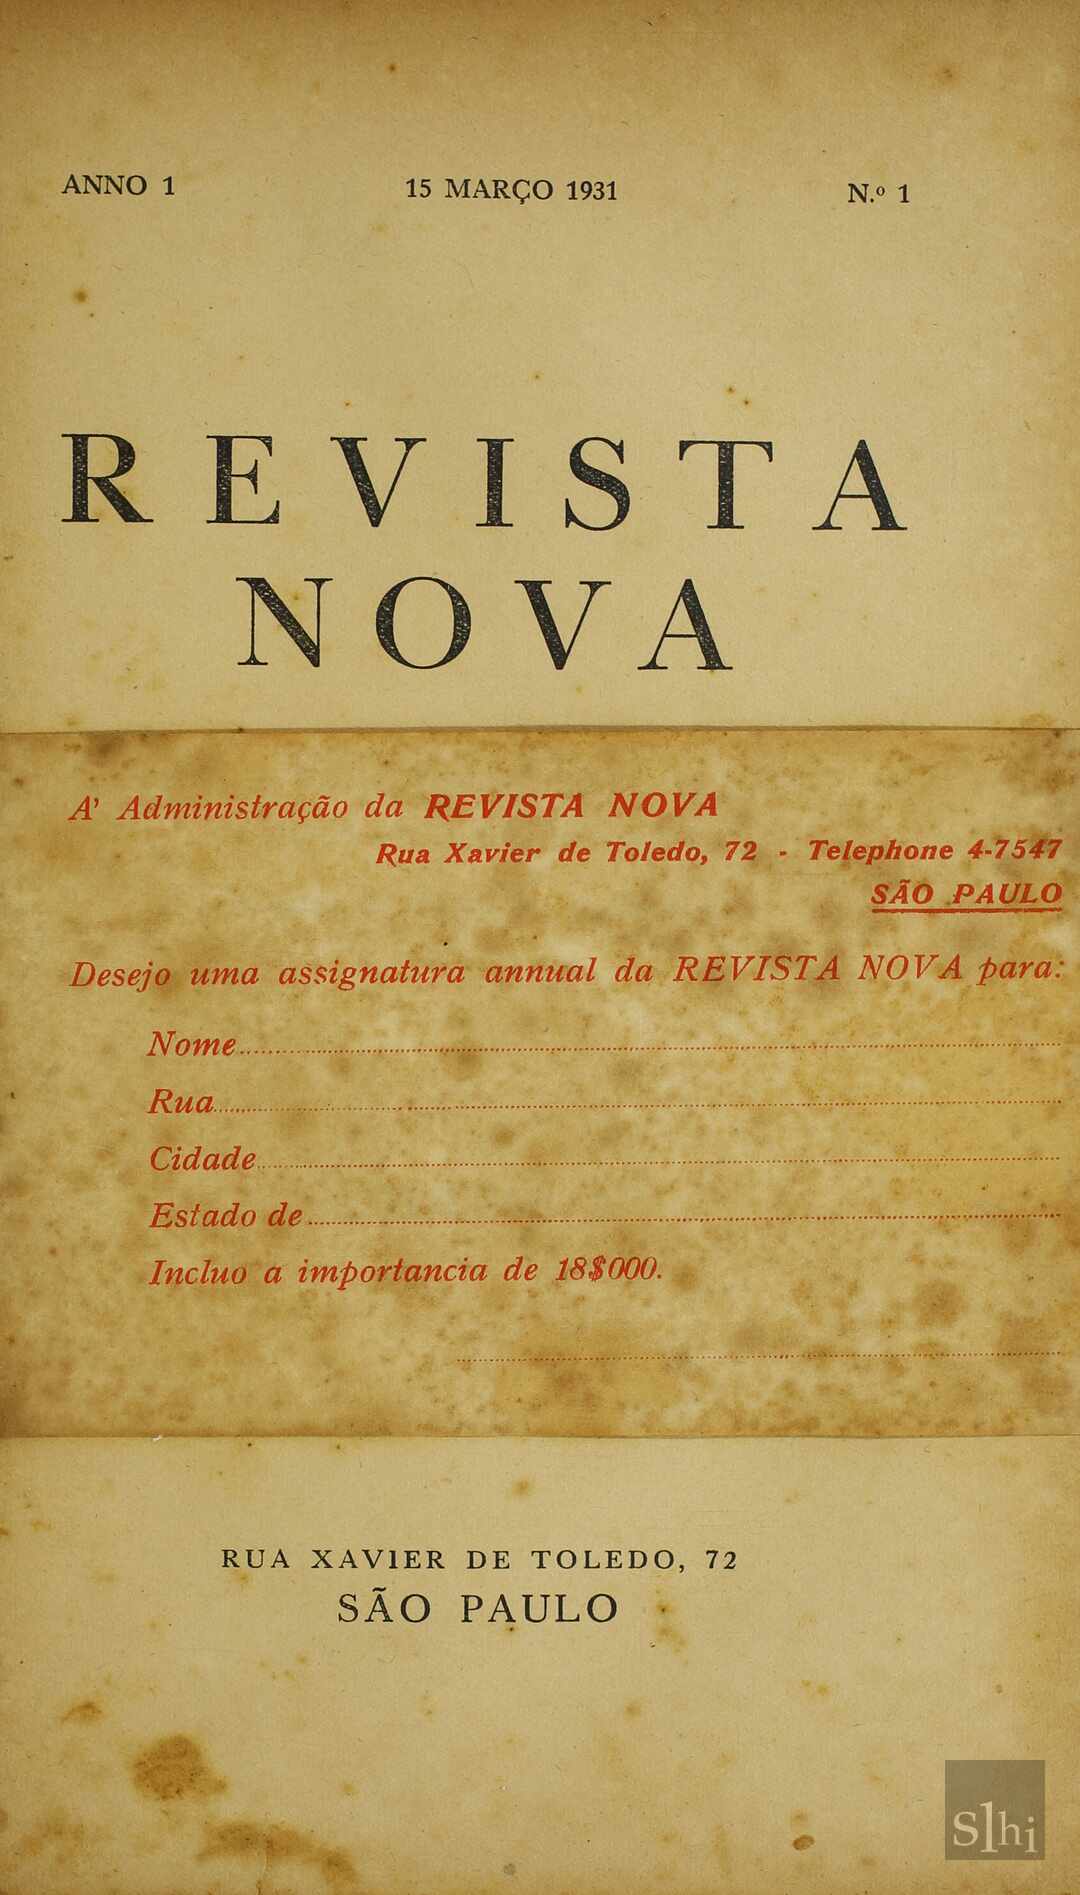 ANNO 1 15 MARÇO 1931 N.º 1
REVISTA
NOVA
A' Administração da REVISTA NOVA
Rua Xavier de Toledo, 72 - Telephone 4-7547
SÃO PAULO
Desejo uma assignatura annual da REVISTA NOVA para:
Nome
Rua
Cidade
Estado de
Incluo a importancia de 18$000.
RUA XAVIER DE TOLEDO, 72
SÃO PAULO
slhi